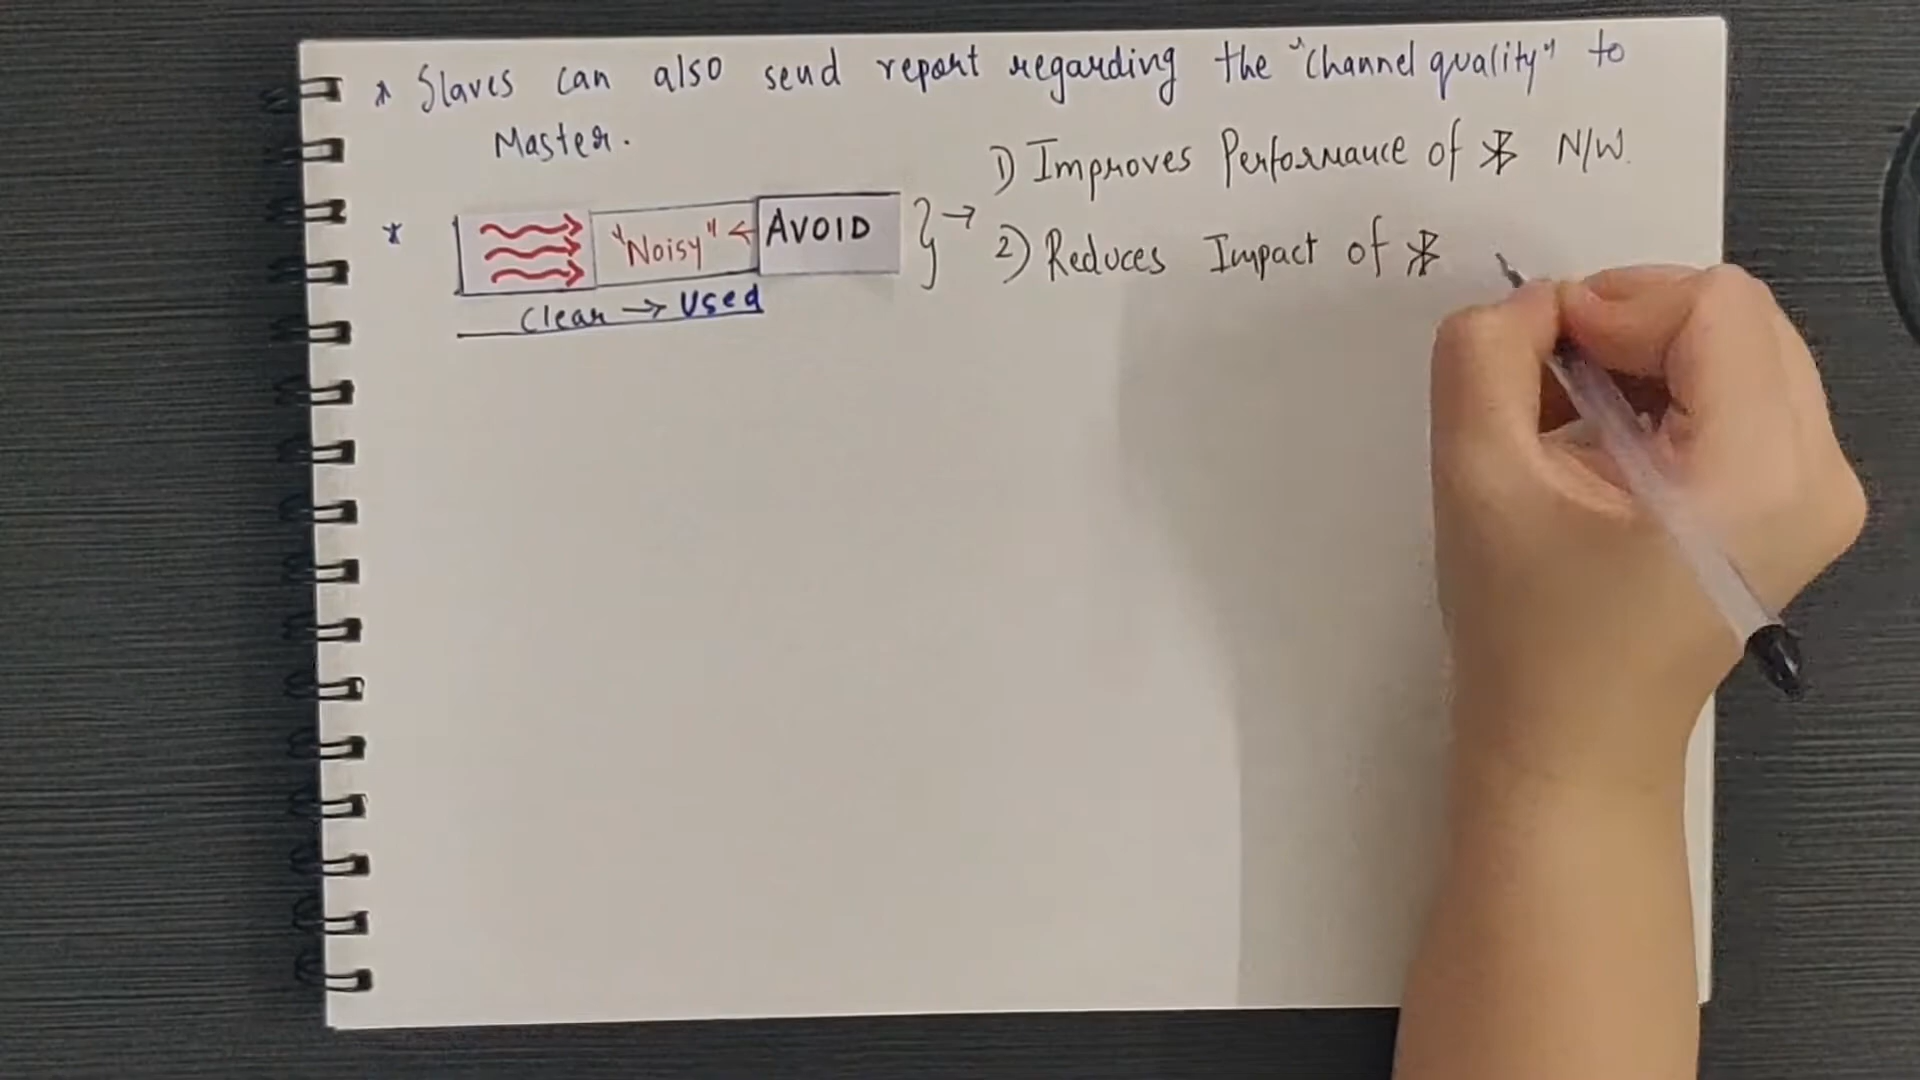 * Slaves can also send report regarding the "Channel quality" to
Master.
* "Noisy" ← AVOID } →
Clear → Used
1) Improves Performance of N/W.
2) Reduces Impact of